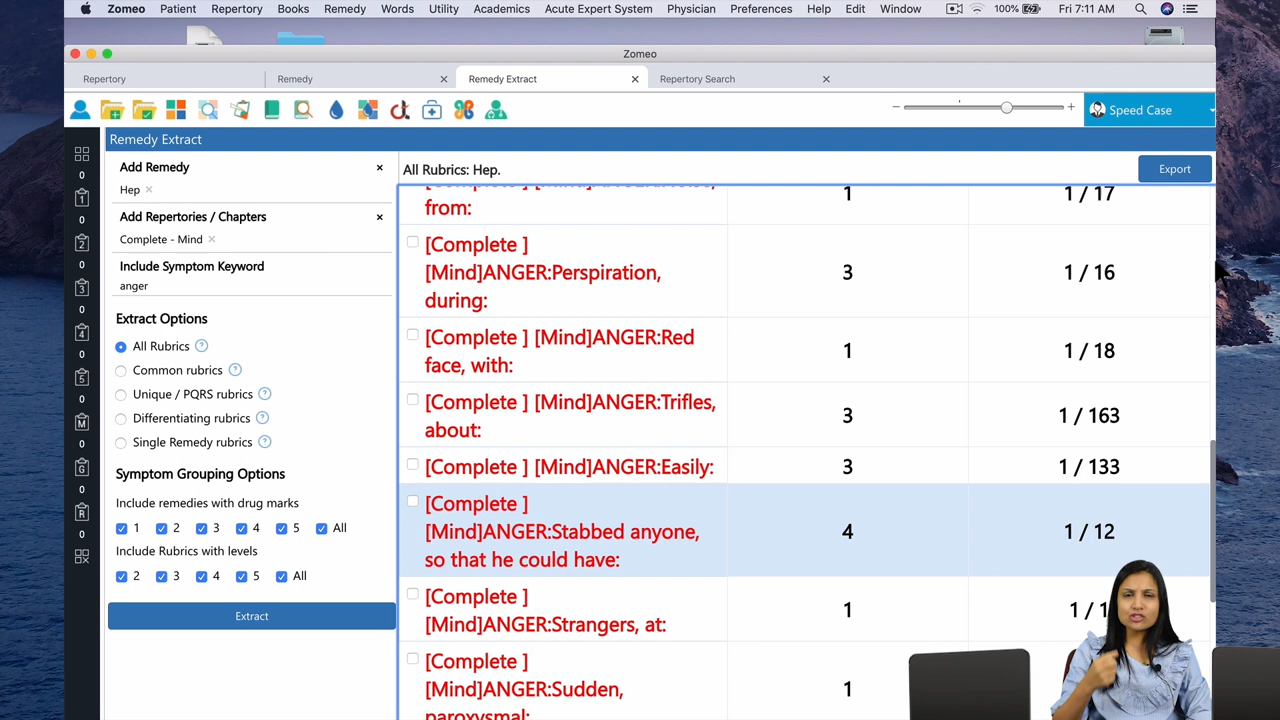 Zomeo Patient Repertory Books Remedy Words Utility Academics Acute Expert System Physician Preferences Help Edit Window 100% Fri 7:11 AM
Zomeo
Repertory Remedy Remedy Extract Repertory Search
Speed Case
Remedy Extract
Add Remedy
Hep
Add Repertories / Chapters
Complete - Mind
Include Symptom Keyword
anger
Extract Options
All Rubrics
Common rubrics
Unique / PQRS rubrics
Differentiating rubrics
Single Remedy rubrics
Symptom Grouping Options
Include remedies with drug marks
1 2 3 4 5 All
Include Rubrics with levels
2 3 4 5 All
Extract
0
1
0
2
0
3
0
4
0
5
0
M
0
G
0
R
0
All Rubrics: Hep.
Export
from:
1
1 / 17
[Complete ]
[Mind]ANGER:Perspiration,
during:
3
1 / 16
[Complete ] [Mind]ANGER:Red
face, with:
1
1 / 18
[Complete ] [Mind]ANGER:Trifles,
about:
3
1 / 163
[Complete ] [Mind]ANGER:Easily:
3
1 / 133
[Complete ]
[Mind]ANGER:Stabbed anyone,
so that he could have:
4
1 / 12
[Complete ]
[Mind]ANGER:Strangers, at:
1
[Complete ]
[Mind]ANGER:Sudden,
paroxysmal:
1